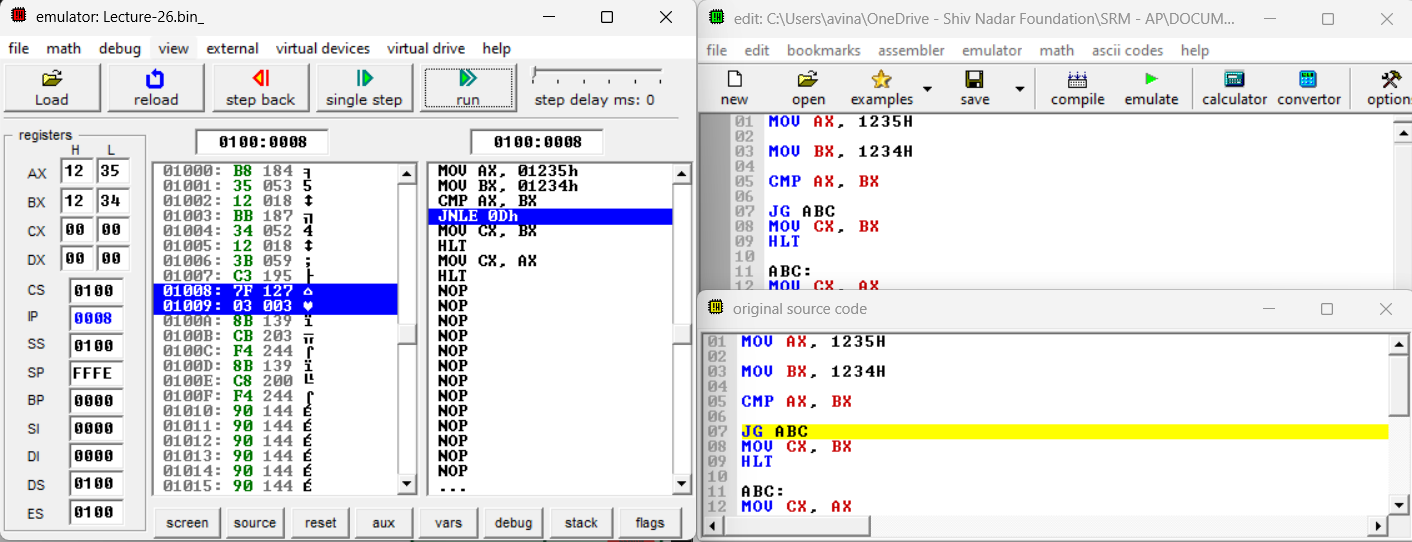 emulator: Lecture-26.bin_
file math debug view external virtual devices virtual drive help
Load reload step back single step run step delay ms: 0
registers
H L
AX 12 35
BX 12 34
CX 00 00
DX 00 00
CS 0100
IP 0008
SS 0100
SP FFFE
BP 0000
SI 0000
DI 0000
DS 0100
ES 0100
0100:0008
01000: B8 184 ╕
01001: 35 053 5
01002: 12 018 ↕
01003: BB 187 ╗
01004: 34 052 4
01005: 12 018 ↕
01006: 3B 059 ;
01007: C3 195 ├
01008: 7F 127 ⌂
01009: 03 003 ♥
0100A: 8B 139 ï
0100B: CB 203 ╦
0100C: F4 244 ⌠
0100D: 8B 139 ï
0100E: C8 200 ╚
0100F: F4 244 ⌠
01010: 90 144 É
01011: 90 144 É
01012: 90 144 É
01013: 90 144 É
01014: 90 144 É
01015: 90 144 É
0100:0008
MOV AX, 01235h
MOV BX, 01234h
CMP AX, BX
JNLE 0Dh
MOV CX, BX
HLT
MOV CX, AX
HLT
NOP
NOP
NOP
NOP
NOP
NOP
NOP
NOP
NOP
NOP
NOP
NOP
NOP
...
screen source reset aux vars debug stack flags
edit: C:\Users\avina\OneDrive - Shiv Nadar Foundation\SRM - AP\DOCUM...
file edit bookmarks assembler emulator math ascii codes help
new open examples save compile emulate calculator convertor option
01 MOV AX, 1235H
02
03 MOV BX, 1234H
04
05 CMP AX, BX
06
07 JG ABC
08 MOV CX, BX
09 HLT
10
11 ABC:
12 MOV CX, AX
original source code
01 MOV AX, 1235H
02
03 MOV BX, 1234H
04
05 CMP AX, BX
06
07 JG ABC
08 MOV CX, BX
09 HLT
10
11 ABC:
12 MOV CX, AX